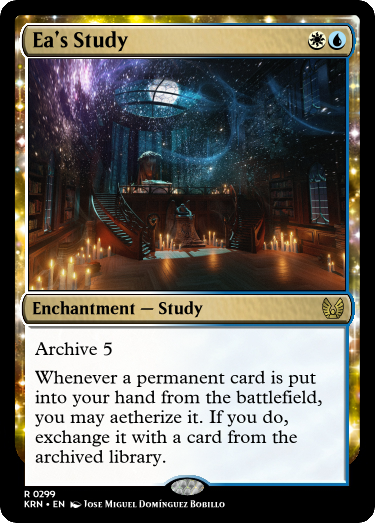 Ea's Study
Enchantment — Study
Archive 5
Whenever a permanent card is put
into your hand from the battlefield,
you may aetherize it. If you do,
exchange it with a card from the
archived library.
R 0299
KRN • EN Jose Miguel Domínguez Bobillo